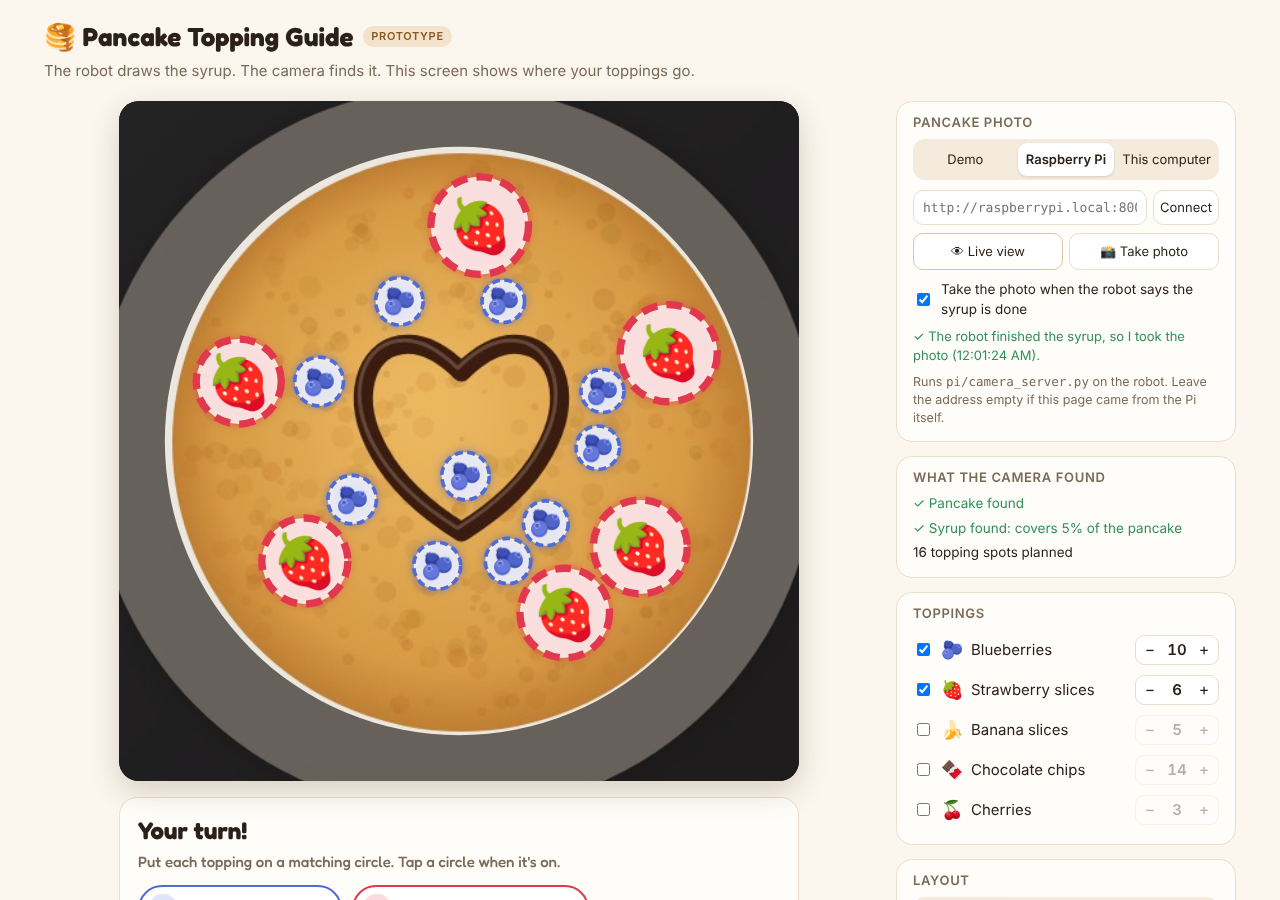 Pancake Topping Guide PROTOTYPE
The robot draws the syrup. The camera finds it. This screen shows where your toppings go.
PANCAKE PHOTO
Demo Raspberry Pi This computer
http://raspberrypi.local:800 Connect
Live view Take photo
Take the photo when the robot says the
syrup is done
✓ The robot finished the syrup, so I took the
photo (12:01:24 AM).
Runs pi/camera_server.py on the robot. Leave
the address empty if this page came from the Pi
itself.
WHAT THE CAMERA FOUND
✓ Pancake found
✓ Syrup found: covers 5% of the pancake
16 topping spots planned
TOPPINGS
Blueberries − 10 +
Strawberry slices − 6 +
Banana slices − 5 +
Chocolate chips − 14 +
Cherries − 3 +
LAYOUT
Your turn!
Put each topping on a matching circle. Tap a circle when it's on.